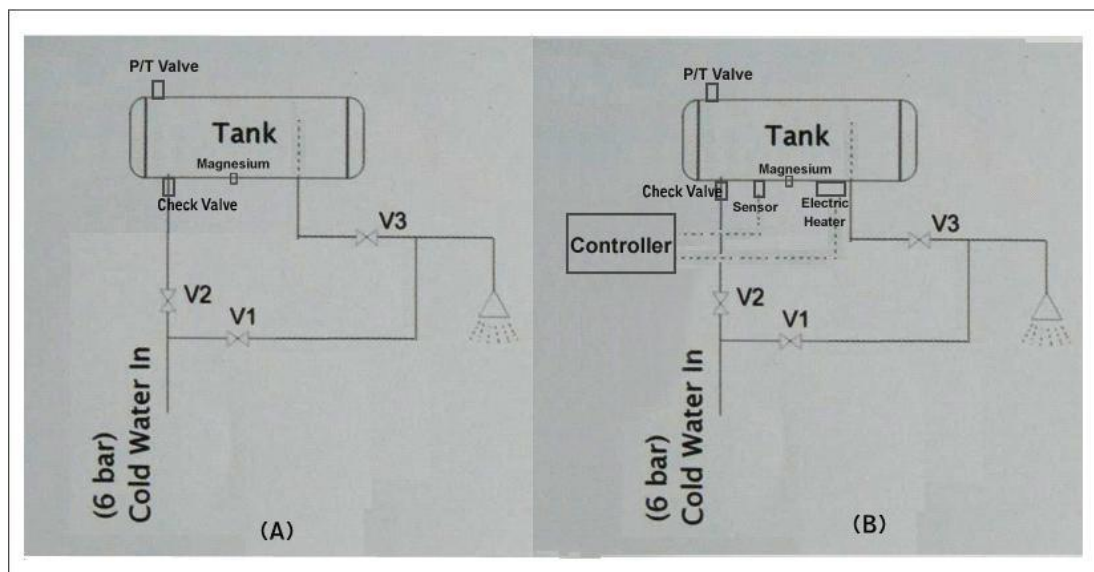 P/T Valve
Tank
Magnesium
Check Valve
V3
V2
V1
(6 bar)
Cold Water In
(A)
P/T Valve
Tank
Magnesium
Check Valve
Sensor
Electric
Heater
Controller
V3
V2
V1
(6 bar)
Cold Water In
(B)